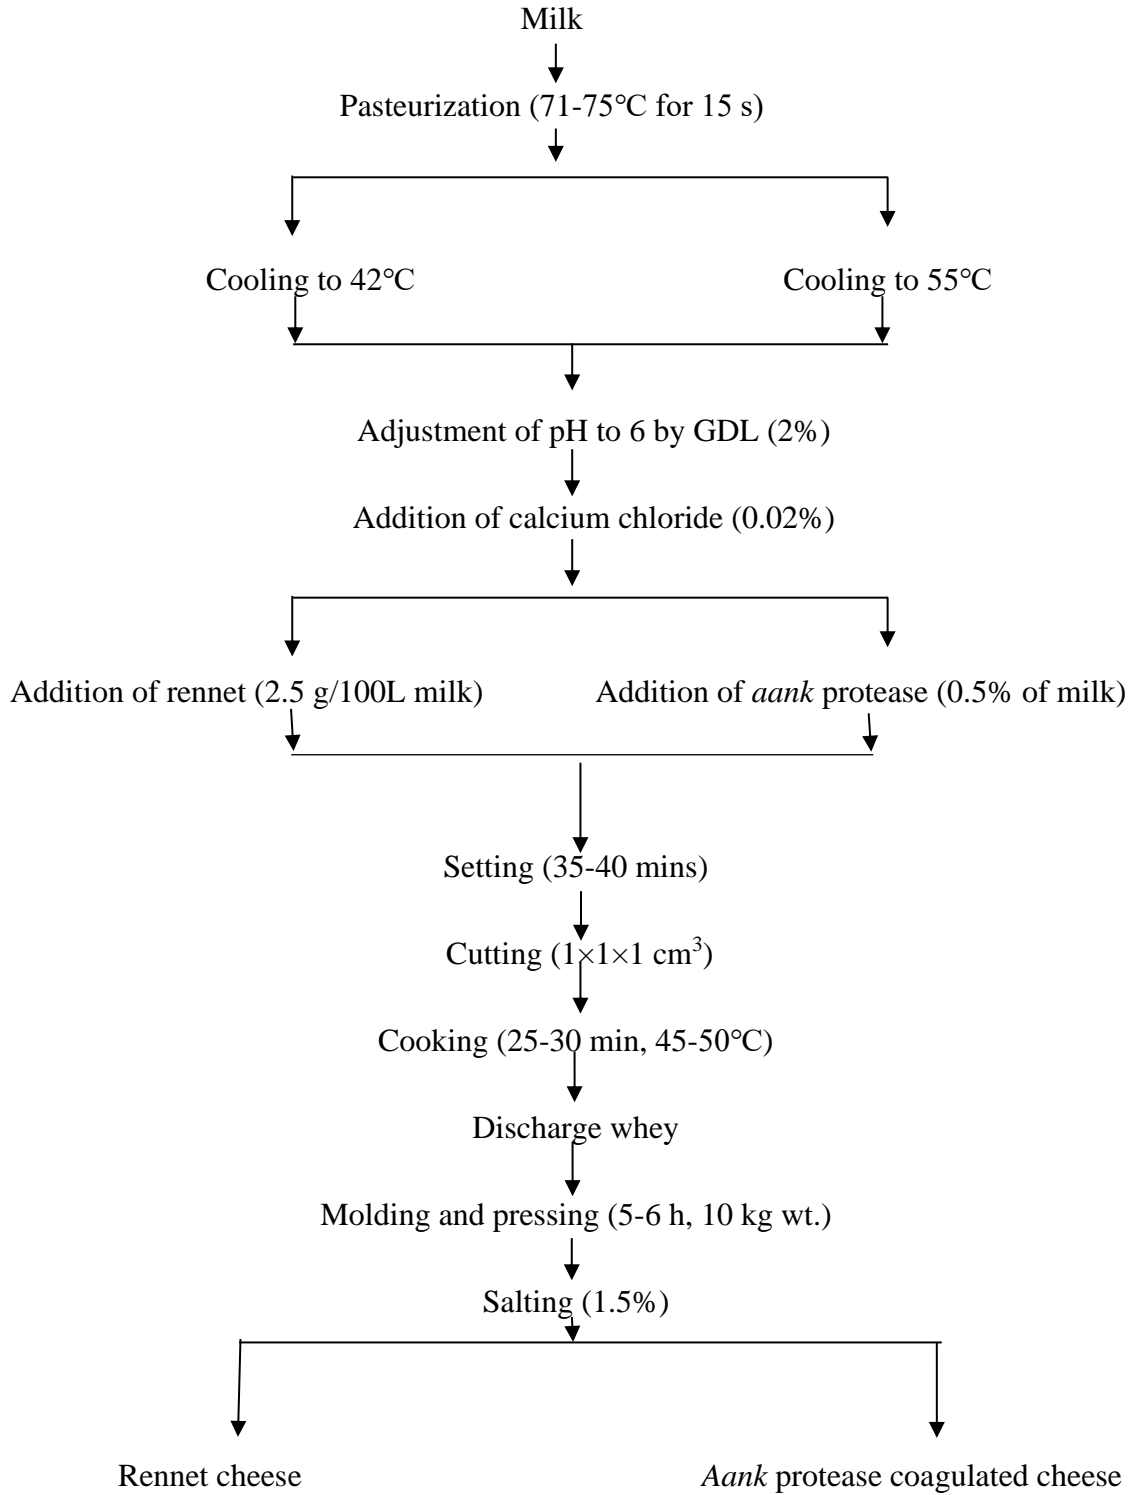 Milk
Pasteurization (71-75°C for 15 s)
Cooling to 42°C
Cooling to 55°C
Adjustment of pH to 6 by GDL (2%)
Addition of calcium chloride (0.02%)
Addition of rennet (2.5 g/100L milk)
Addition of aank protease (0.5% of milk)
Setting (35-40 mins)
Cutting (1×1×1 cm³)
Cooking (25-30 min, 45-50°C)
Discharge whey
Molding and pressing (5-6 h, 10 kg wt.)
Salting (1.5%)
Rennet cheese
Aank protease coagulated cheese